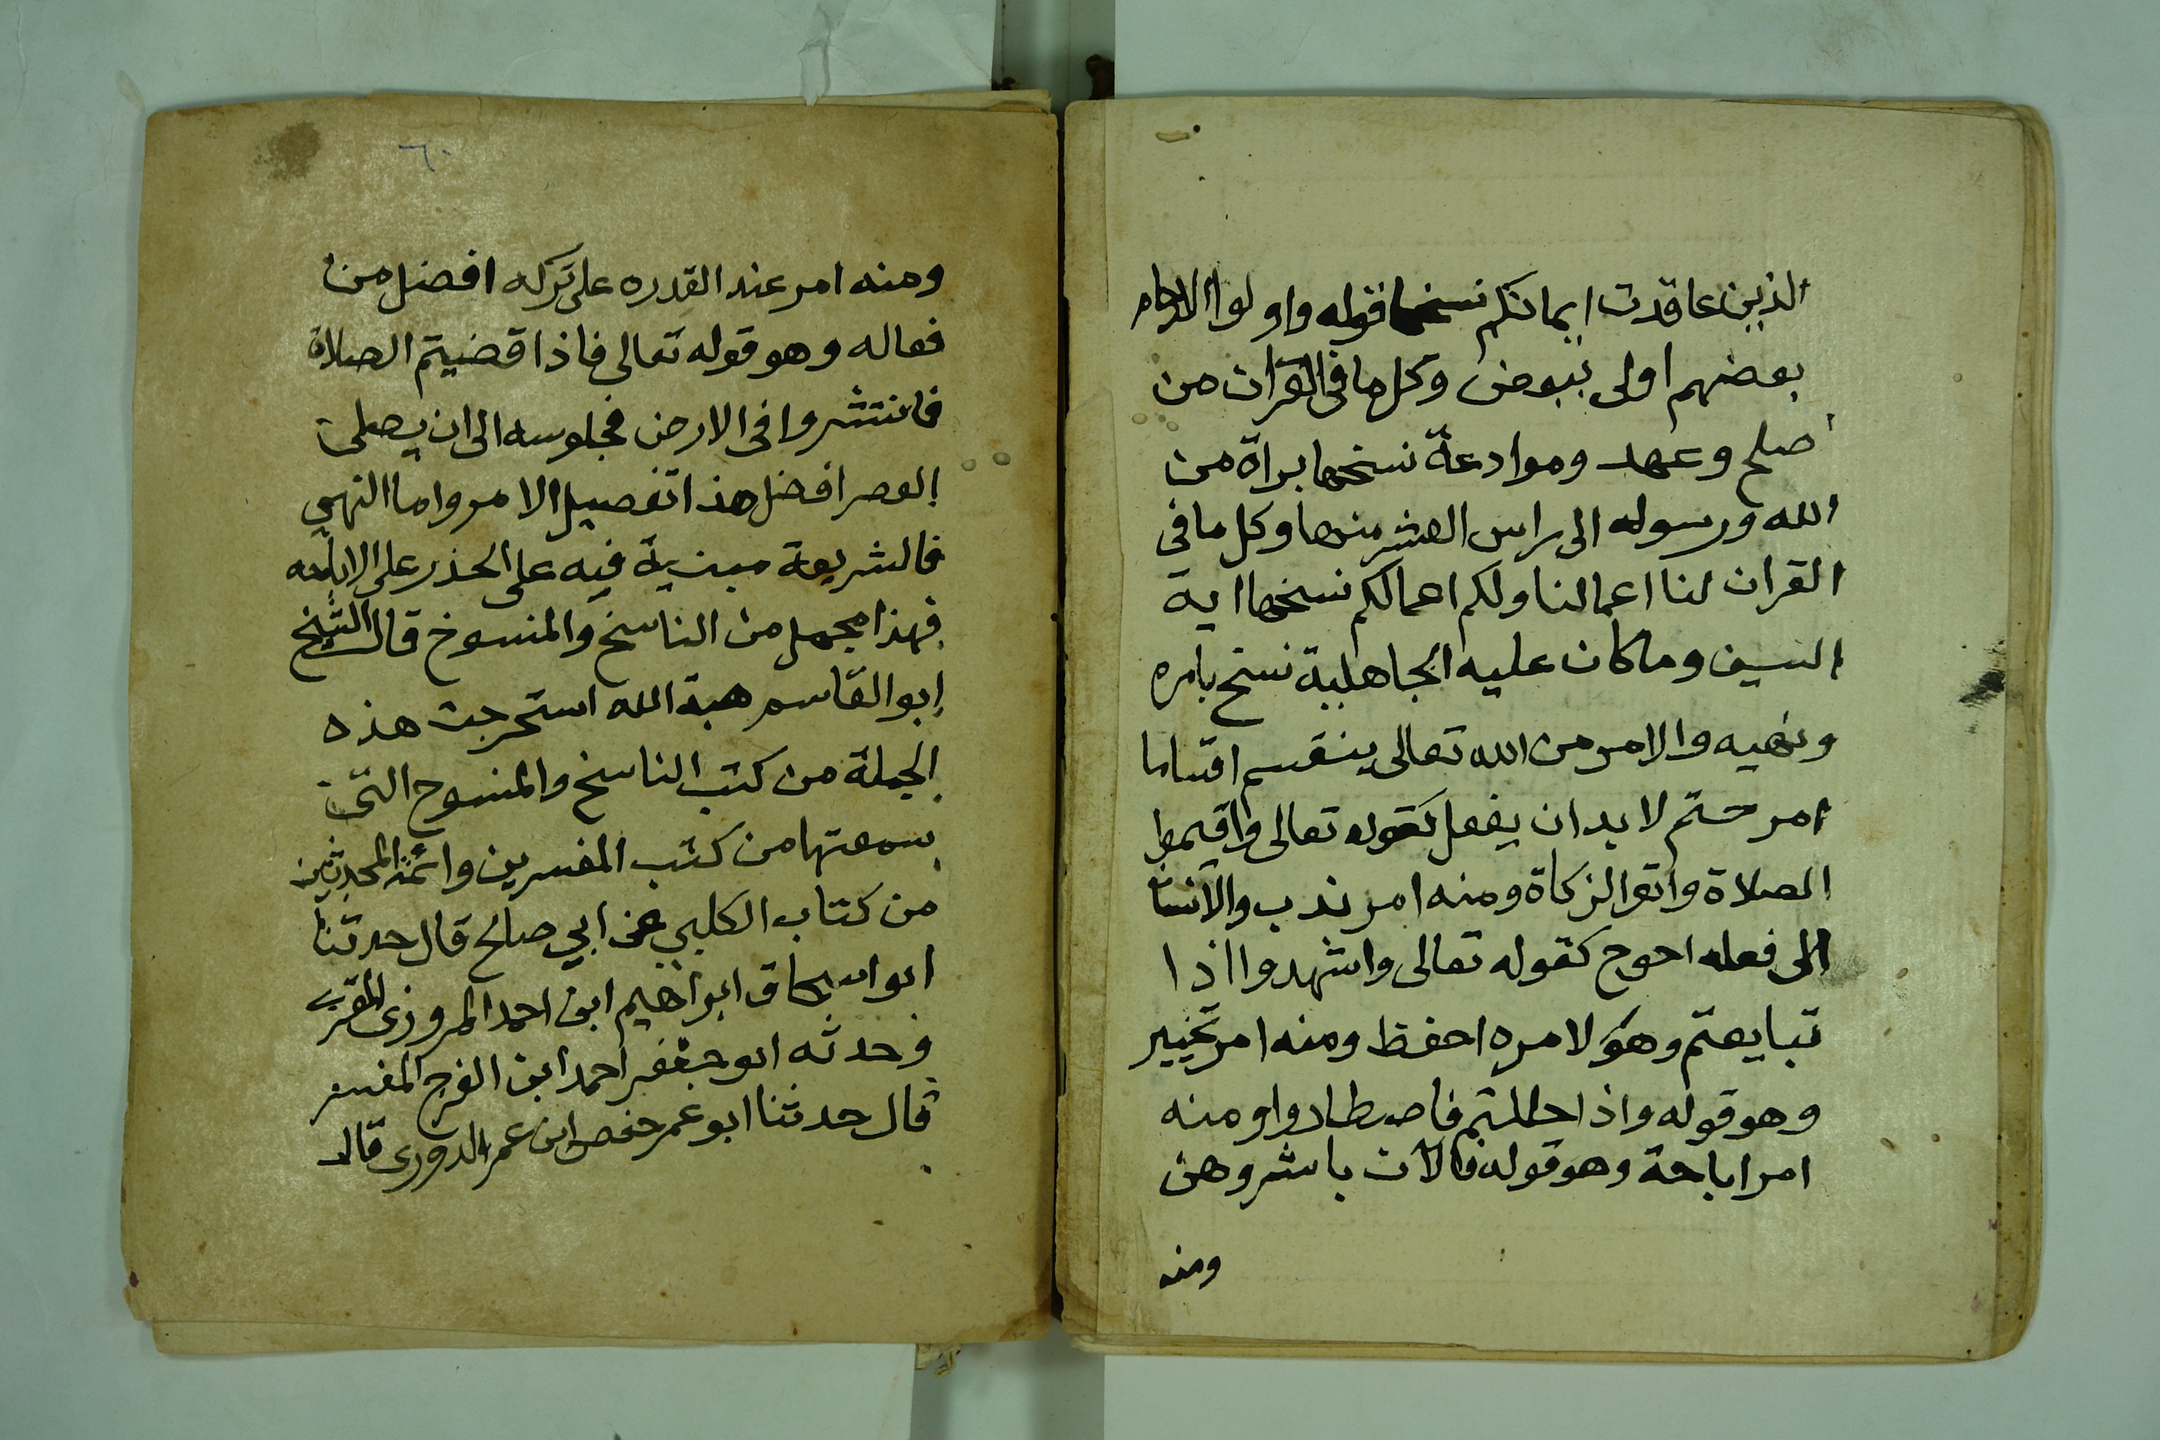 الذين عاقدت ايمانكم نسخها قوله واولوا الارحام
بعضهم اولى ببعض وكل ما في القران من
صلح وعهد وموادعة نسخها براة من
الله ورسوله الى راس العشر منها وكل ما في
القران لنا اعمالنا ولكم اعمالكم نسخها اية
السيف وما كان عليه الجاهلية نسخ بامره
ونهيه والامر من الله تعالى ينقسم اقساما
امر حتم لا بد ان يفعل كقوله تعالى واقيموا
الصلاة واتوا الزكاة ومنه امر ندب والانسان
الى فعله احوج كقوله تعالى واشهدوا اذا
تبايعتم وهو لامره احفظ ومنه امر تخيير
وهو قوله واذا حللتم فاصطادوا ومنه
امر اباحة وهو قوله فالان باشروهن
ومنه
٦٠
ومنه امر عند القدره على تركه افضل من
فعاله وهو قوله تعالى فاذا قضيتم الصلاة
فانتشروا فى الارض فجلوسه الى ان يصلى
العصر افضل هذا تفصيل الامر واما النهي
فالشريعة مبنية فيه على الحذر على الاباحه
فهذا مجمل من الناسخ والمنسوخ قال الشيخ
ابو القاسم هبة الله استخرجت هذه
الجملة من كتب الناسخ والمنسوخ التى
سمعتها من كتب المفسرين وائمة المحدثين
من كتاب الكلبي عن ابي صالح قال حدثنا
ابو اسحاق ابراهيم ابن احمد المروزى المقرى
وحدثه ابو جعفر احمد ابن الفرج المفسر
قال حدثنا ابو عمر حفص ابن عمر الدورى قال